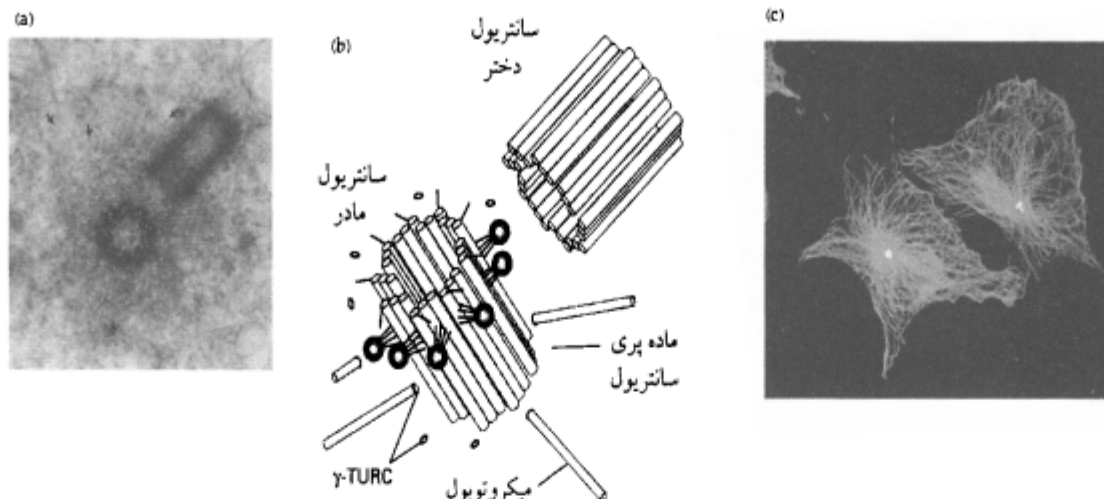 (a)
(b)
سانتریول
دختر
(c)
سانتریول
مادر
ماده پری
سانتریول
γ-TURC
میکروتوبول